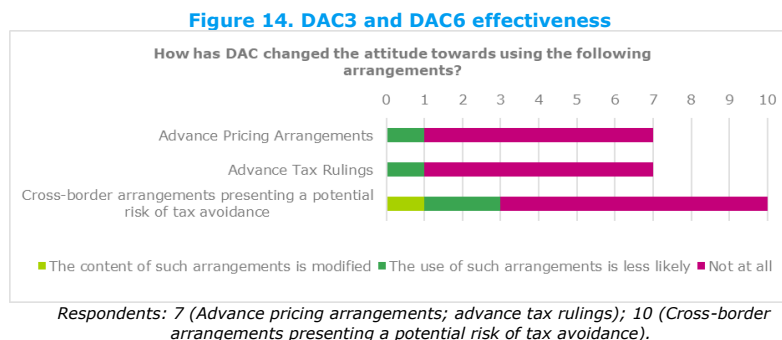 Figure 14. DAC3 and DAC6 effectiveness
How has DAC changed the attitude towards using the following
arrangements?
0 1 2 3 4 5 6 7 8 9 10
Advance Pricing Arrangements
Advance Tax Rulings
Cross-border arrangements presenting a potential
risk of tax avoidance
The content of such arrangements is modified The use of such arrangements is less likely Not at all
Respondents: 7 (Advance pricing arrangements; advance tax rulings); 10 (Cross-border
arrangements presenting a potential risk of tax avoidance).